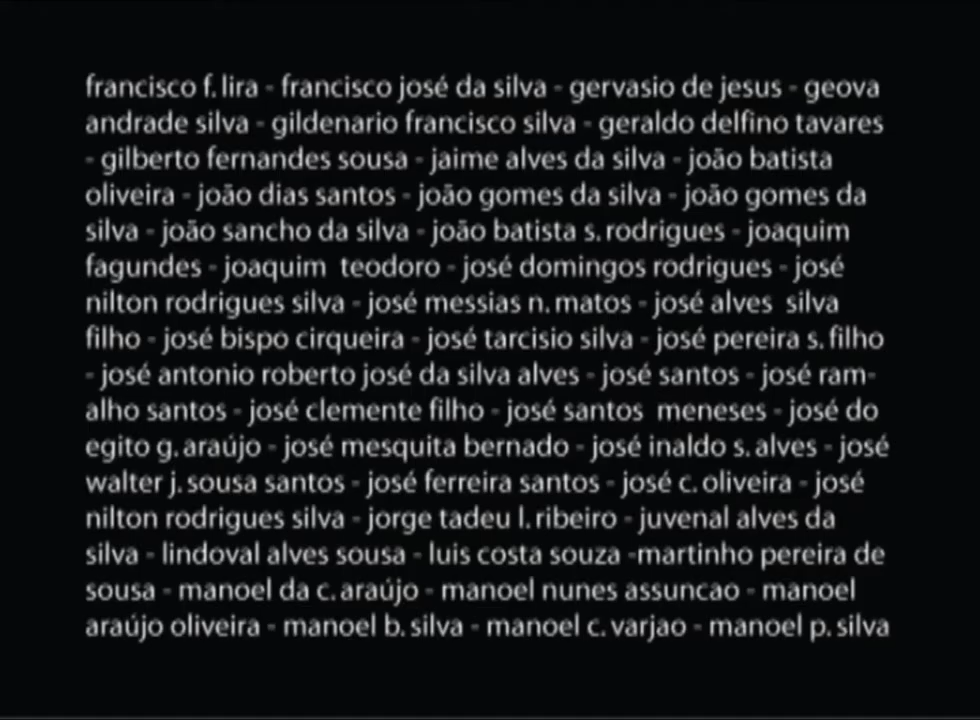 francisco f. lira - francisco josé da silva - gervasio de jesus - geova
andrade silva - gildenario francisco silva - geraldo delfino tavares
- gilberto fernandes sousa - jaime alves da silva - joão batista
oliveira - joão dias santos - joão gomes da silva - joão gomes da
silva - joão sancho da silva - joão batista s. rodrigues - joaquim
fagundes - joaquim  teodoro - josé domingos rodrigues - josé
nilton rodrigues silva - josé messias n. matos - josé alves  silva
filho - josé bispo cirqueira - josé tarcisio silva - josé pereira s. filho
- josé antonio roberto josé da silva alves - josé santos - josé ram-
alho santos - josé clemente filho - josé santos  meneses - josé do
egito g. araújo - josé mesquita bernado - josé inaldo s. alves - josé
walter j. sousa santos - josé ferreira santos - josé c. oliveira - josé
nilton rodrigues silva - jorge tadeu l. ribeiro - juvenal alves da
silva - lindoval alves sousa - luis costa souza -martinho pereira de
sousa - manoel da c. araújo - manoel nunes assuncao - manoel
araújo oliveira - manoel b. silva - manoel c. varjao - manoel p. silva